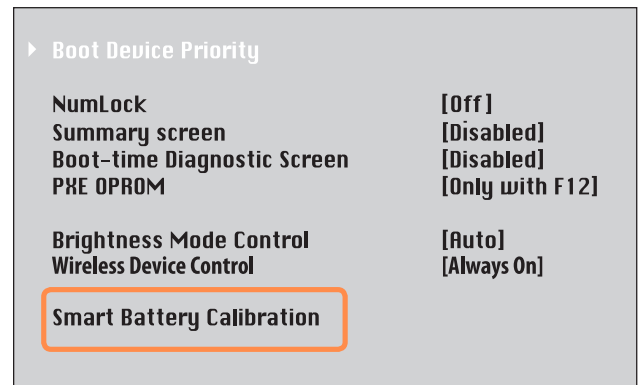 Boot Device Priority
NumLock [Off]
Summary screen [Disabled]
Boot-time Diagnostic Screen [Disabled]
PXE OPROM [Only with F12]
Brightness Mode Control [Auto]
Wireless Device Control [Always On]
Smart Battery Calibration